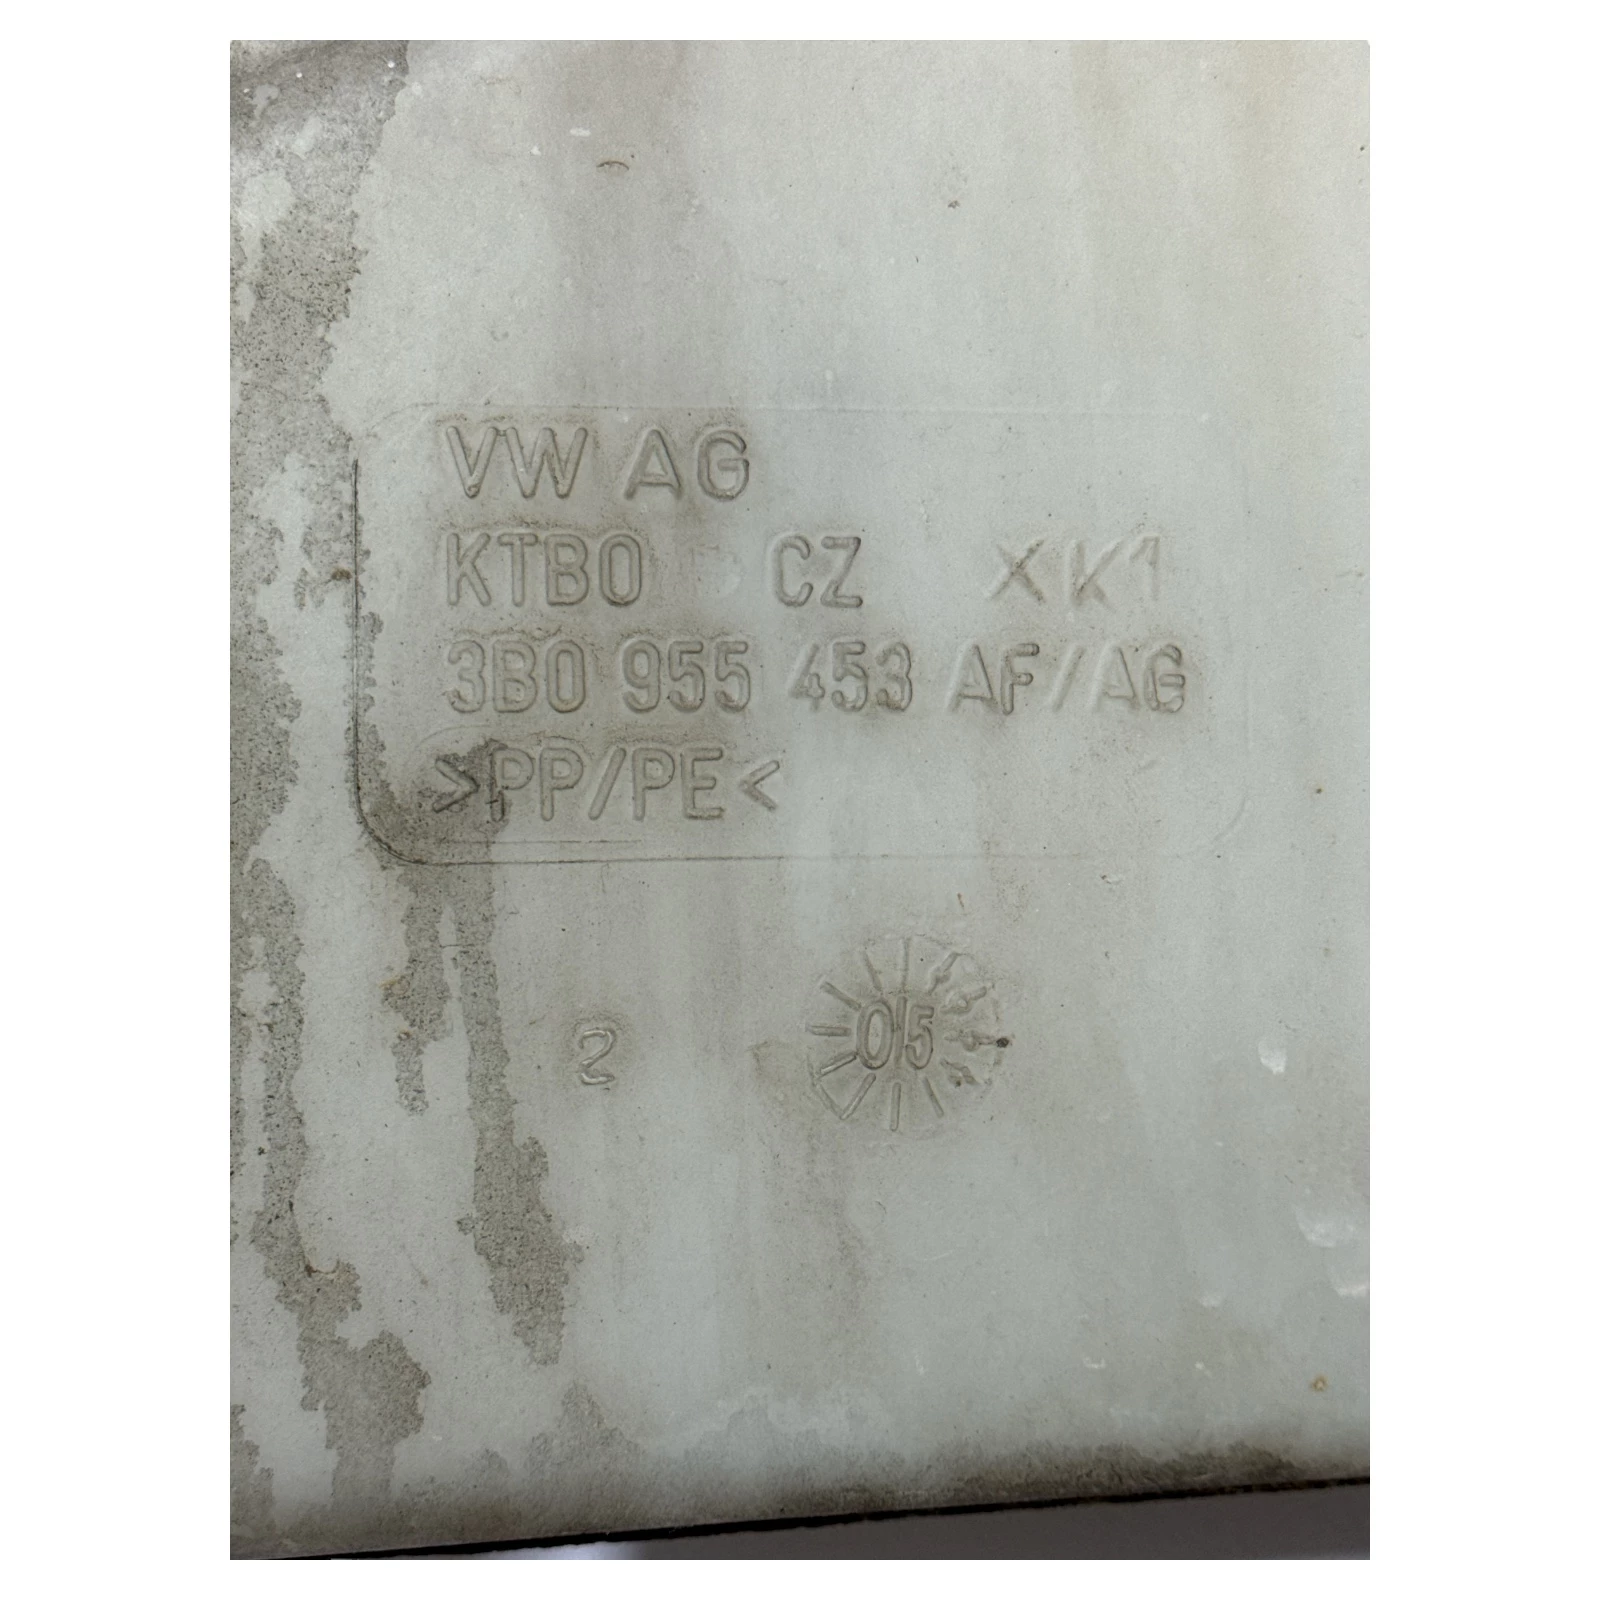 VW AG
KTBO CZ XK1
3B0 955 453 AF/AG
>PP/PE<
2
05